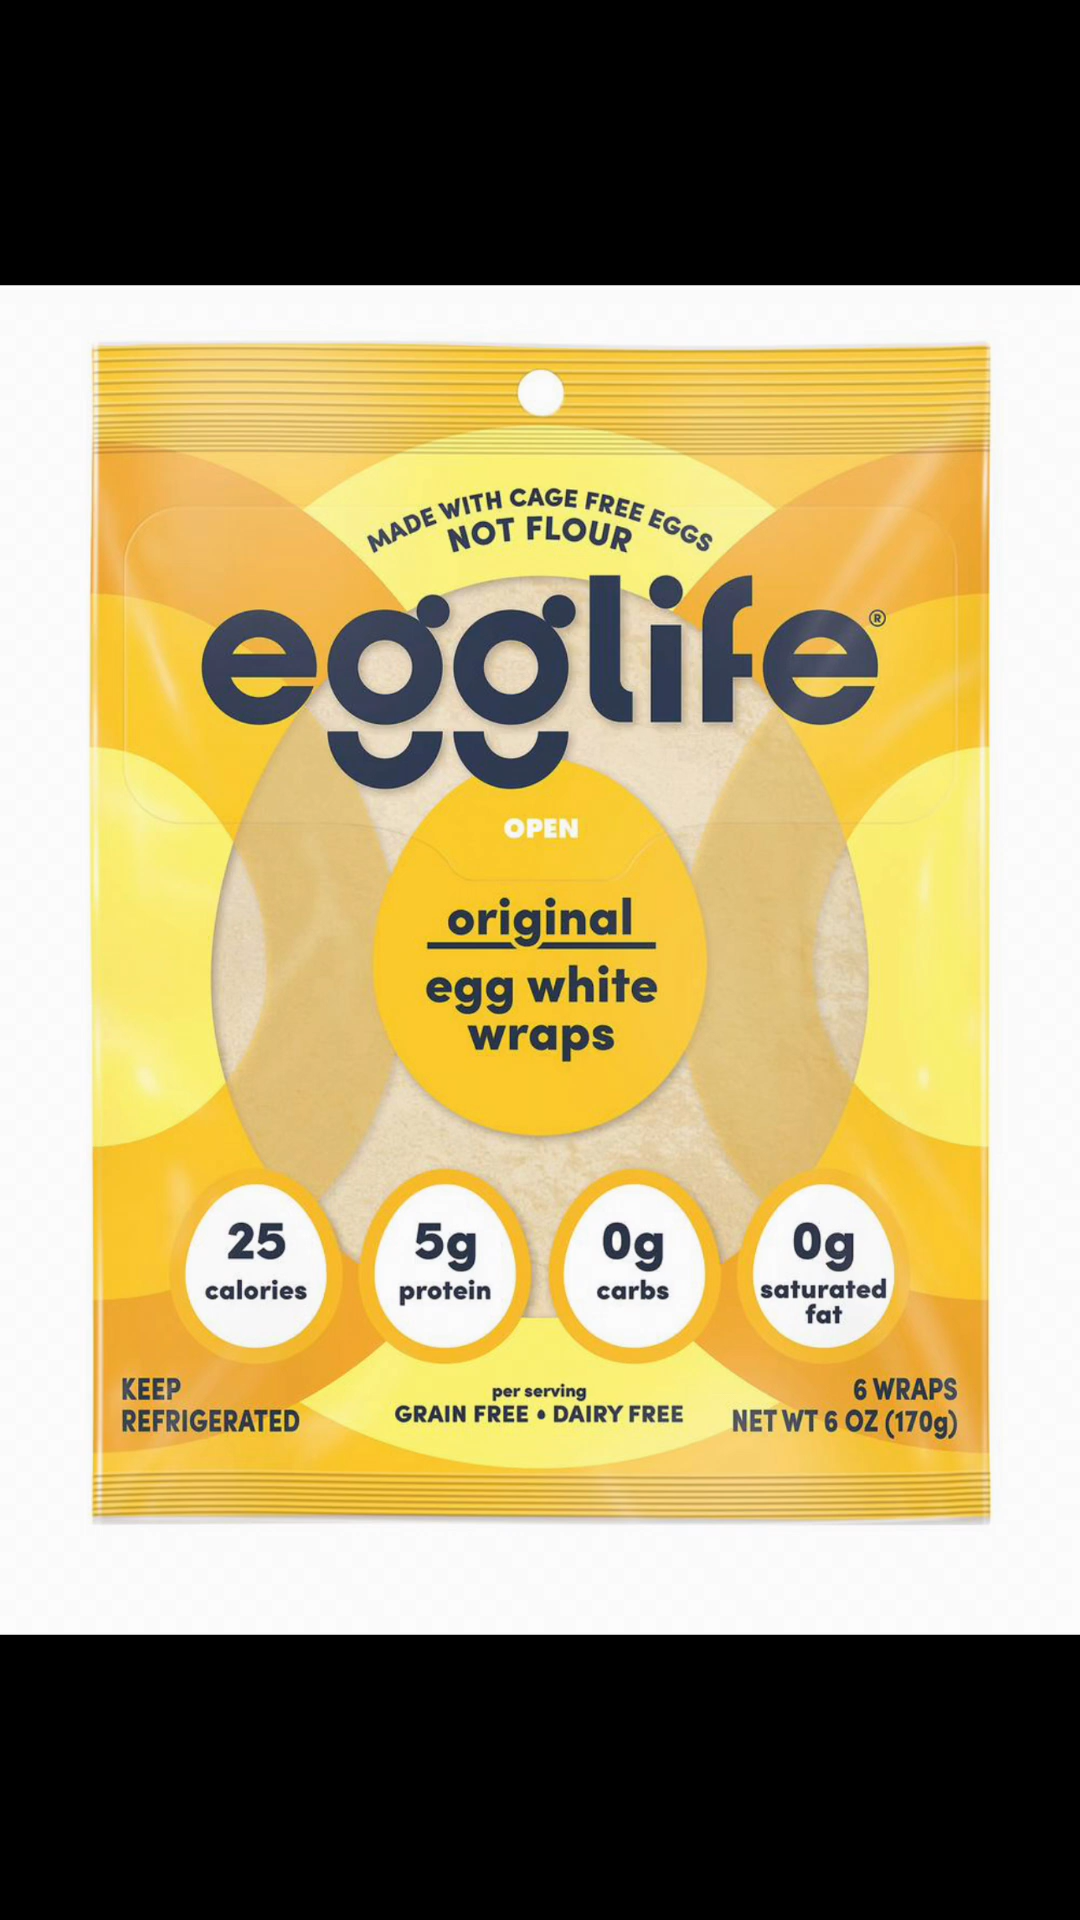 MADE WITH CAGE FREE EGGS
NOT FLOUR
egglife®
OPEN
original
egg white
wraps
25
calories
5g
protein
0g
carbs
0g
saturated
fat
KEEP
REFRIGERATED
per serving
GRAIN FREE • DAIRY FREE
6 WRAPS
NET WT 6 OZ (170g)